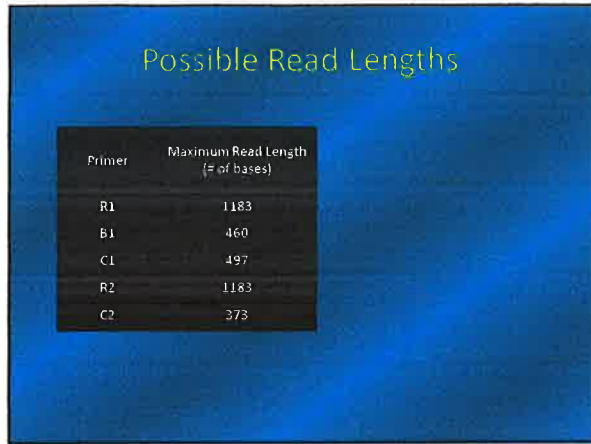 Possible Read Lengths
Primer Maximum Read Length
(# of bases)
R1 1183
B1 460
C1 497
R2 1183
C2 373